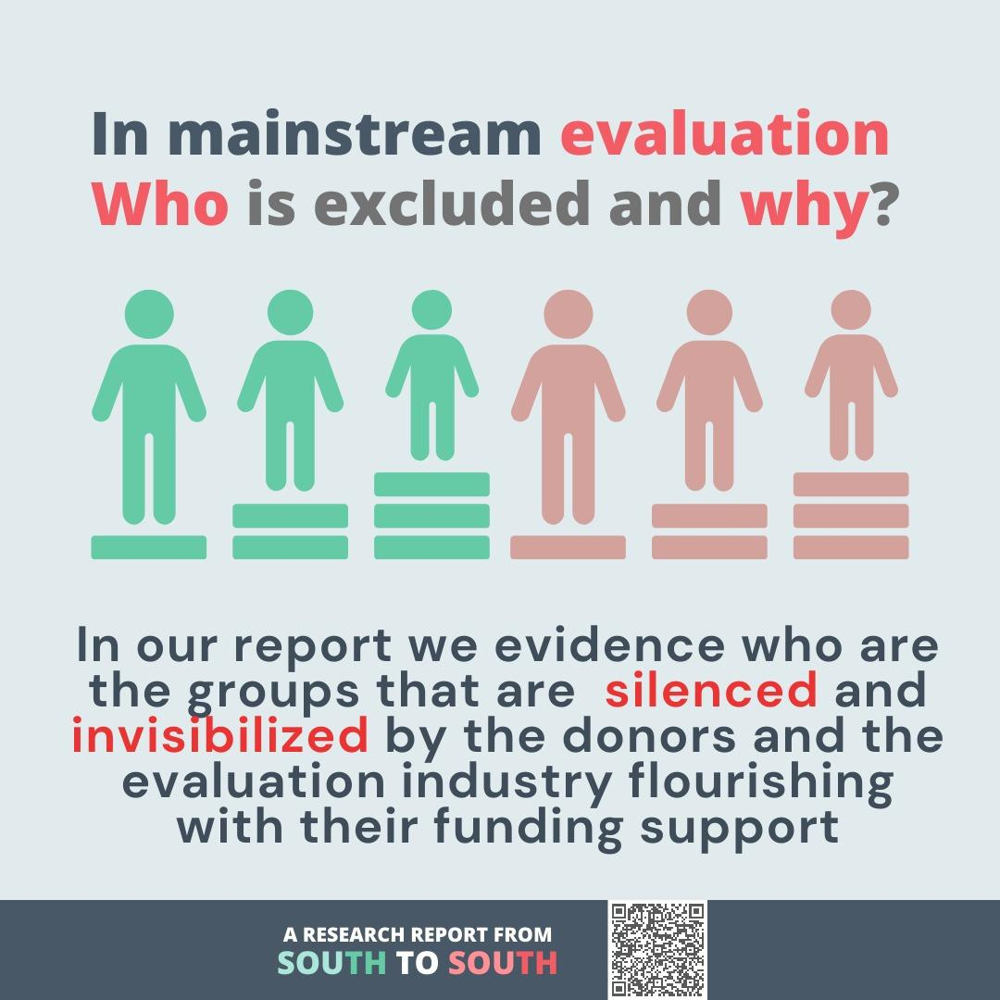 In mainstream evaluation
Who is excluded and why?
In our report we evidence who are
the groups that are silenced and
invisibilized by the donors and the
evaluation industry flourishing
with their funding support
A RESEARCH REPORT FROM
SOUTH TO SOUTH